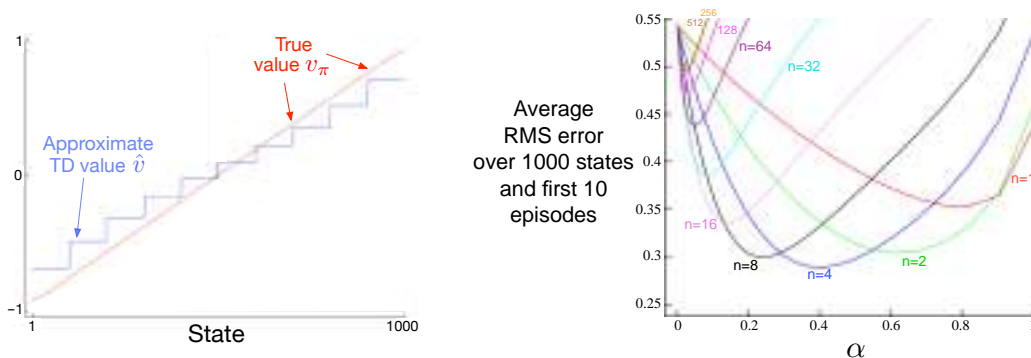 1
True
value vπ
Approximate
TD value v̂
0
−1
1
State
1000
Average
RMS error
over 1000 states
and first 10
episodes
0.55
0.5
0.45
0.4
0.35
0.3
0.25
256
512
128
n=64
n=32
n=1
n=16
n=8
n=4
n=2
0
0.2
0.4
0.6
0.8
1
α